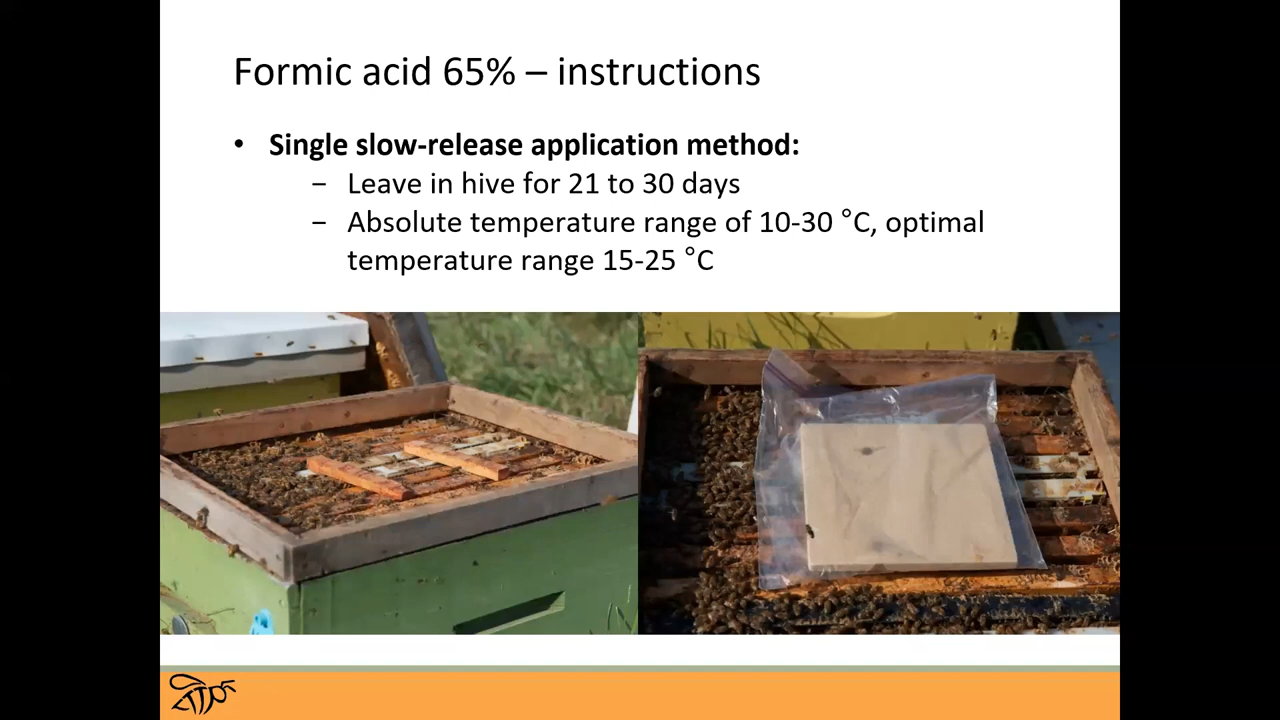 Formic acid 65% – instructions
• Single slow-release application method:
– Leave in hive for 21 to 30 days
– Absolute temperature range of 10-30 °C, optimal
temperature range 15-25 °C